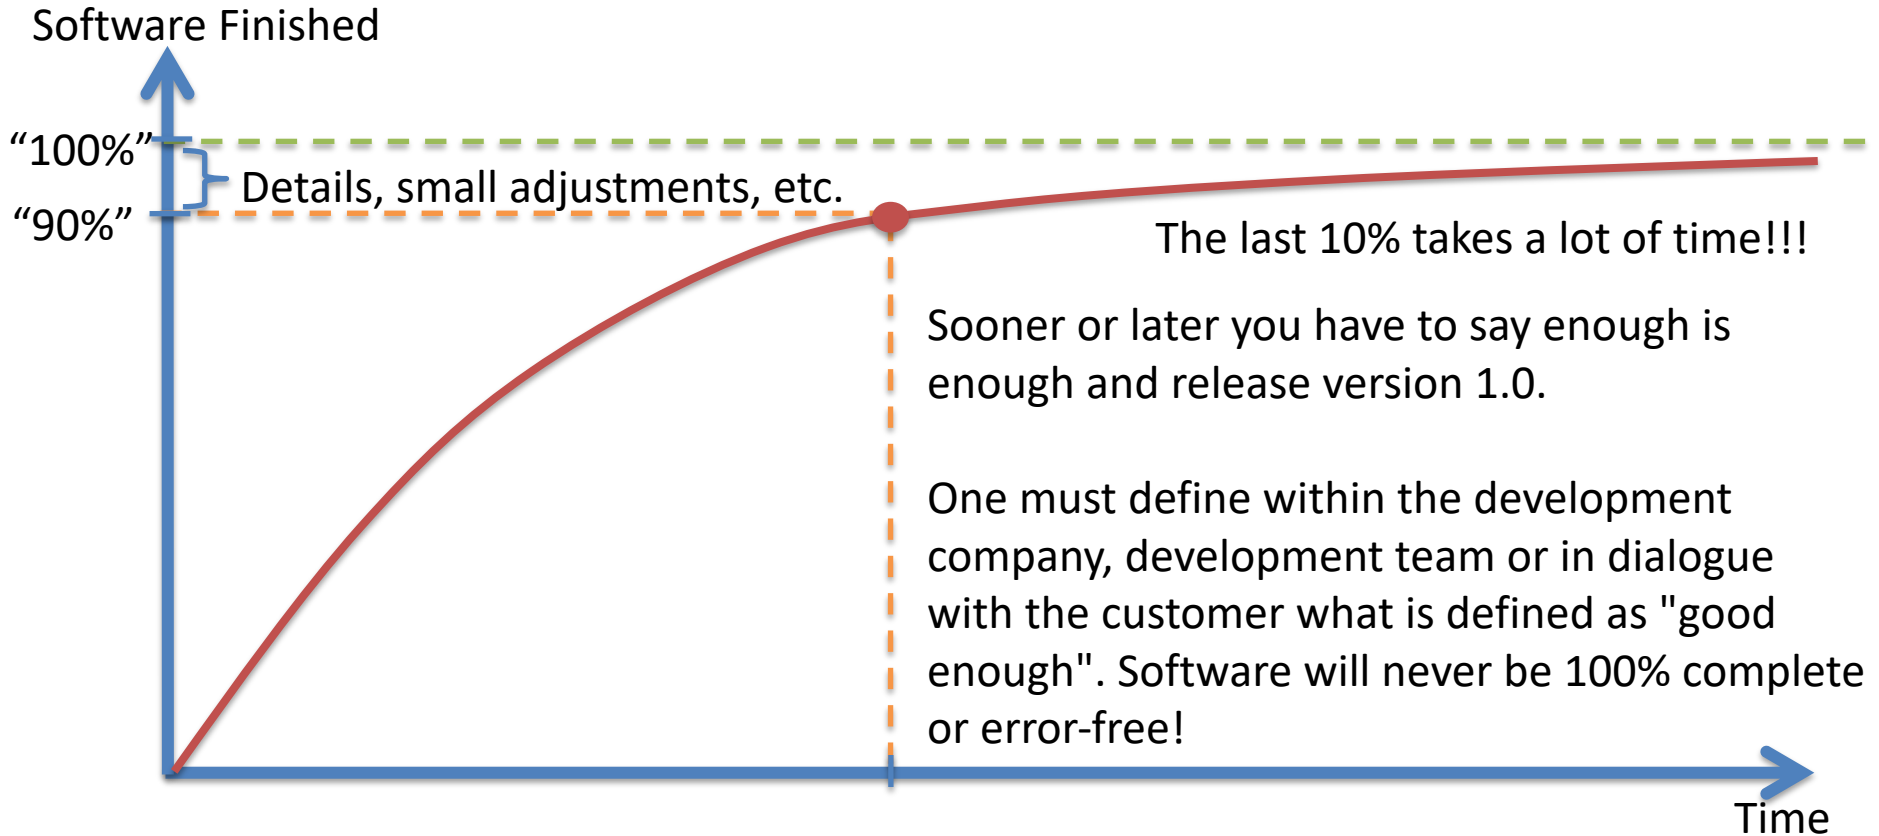 Software Finished
“100%”
Details, small adjustments, etc.
“90%”
The last 10% takes a lot of time!!!
Sooner or later you have to say enough is
enough and release version 1.0.
One must define within the development
company, development team or in dialogue
with the customer what is defined as "good
enough". Software will never be 100% complete
or error-free!
Time